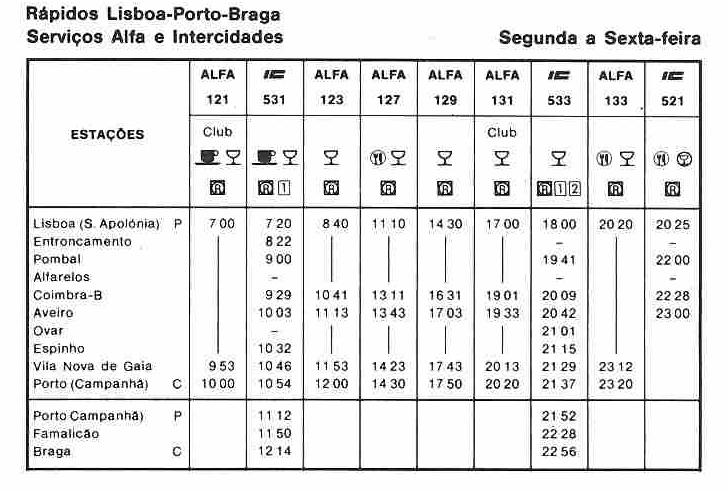 Rápidos Lisboa-Porto-Braga
Serviços Alfa e Intercidades Segunda a Sexta-feira
ALFA IC ALFA ALFA ALFA ALFA IC ALFA IC
121 531 123 127 129 131 533 133 521
ESTAÇÕES
Club Club
R R 1 R R R R R 1 2 R R
Lisboa (S. Apolónia) P 7 00 7 20 8 40 11 10 14 30 17 00 18 00 20 20 20 25
Entroncamento 8 22 – –
Pombal 9 00 19 41 22 00
Alfarelos – – –
Coimbra-B 9 29 10 41 13 11 16 31 19 01 20 09 22 28
Aveiro 10 03 11 13 13 43 17 03 19 33 20 42 23 00
Ovar – 21 01
Espinho 10 32 21 15
Vila Nova de Gaia 9 53 10 46 11 53 14 23 17 43 20 13 21 29 23 12
Porto (Campanhã) C 10 00 10 54 12 00 14 30 17 50 20 20 21 37 23 20
Porto Campanhã) P 11 12 21 52
Famalicão 11 50 22 28
Braga C 12 14 22 56